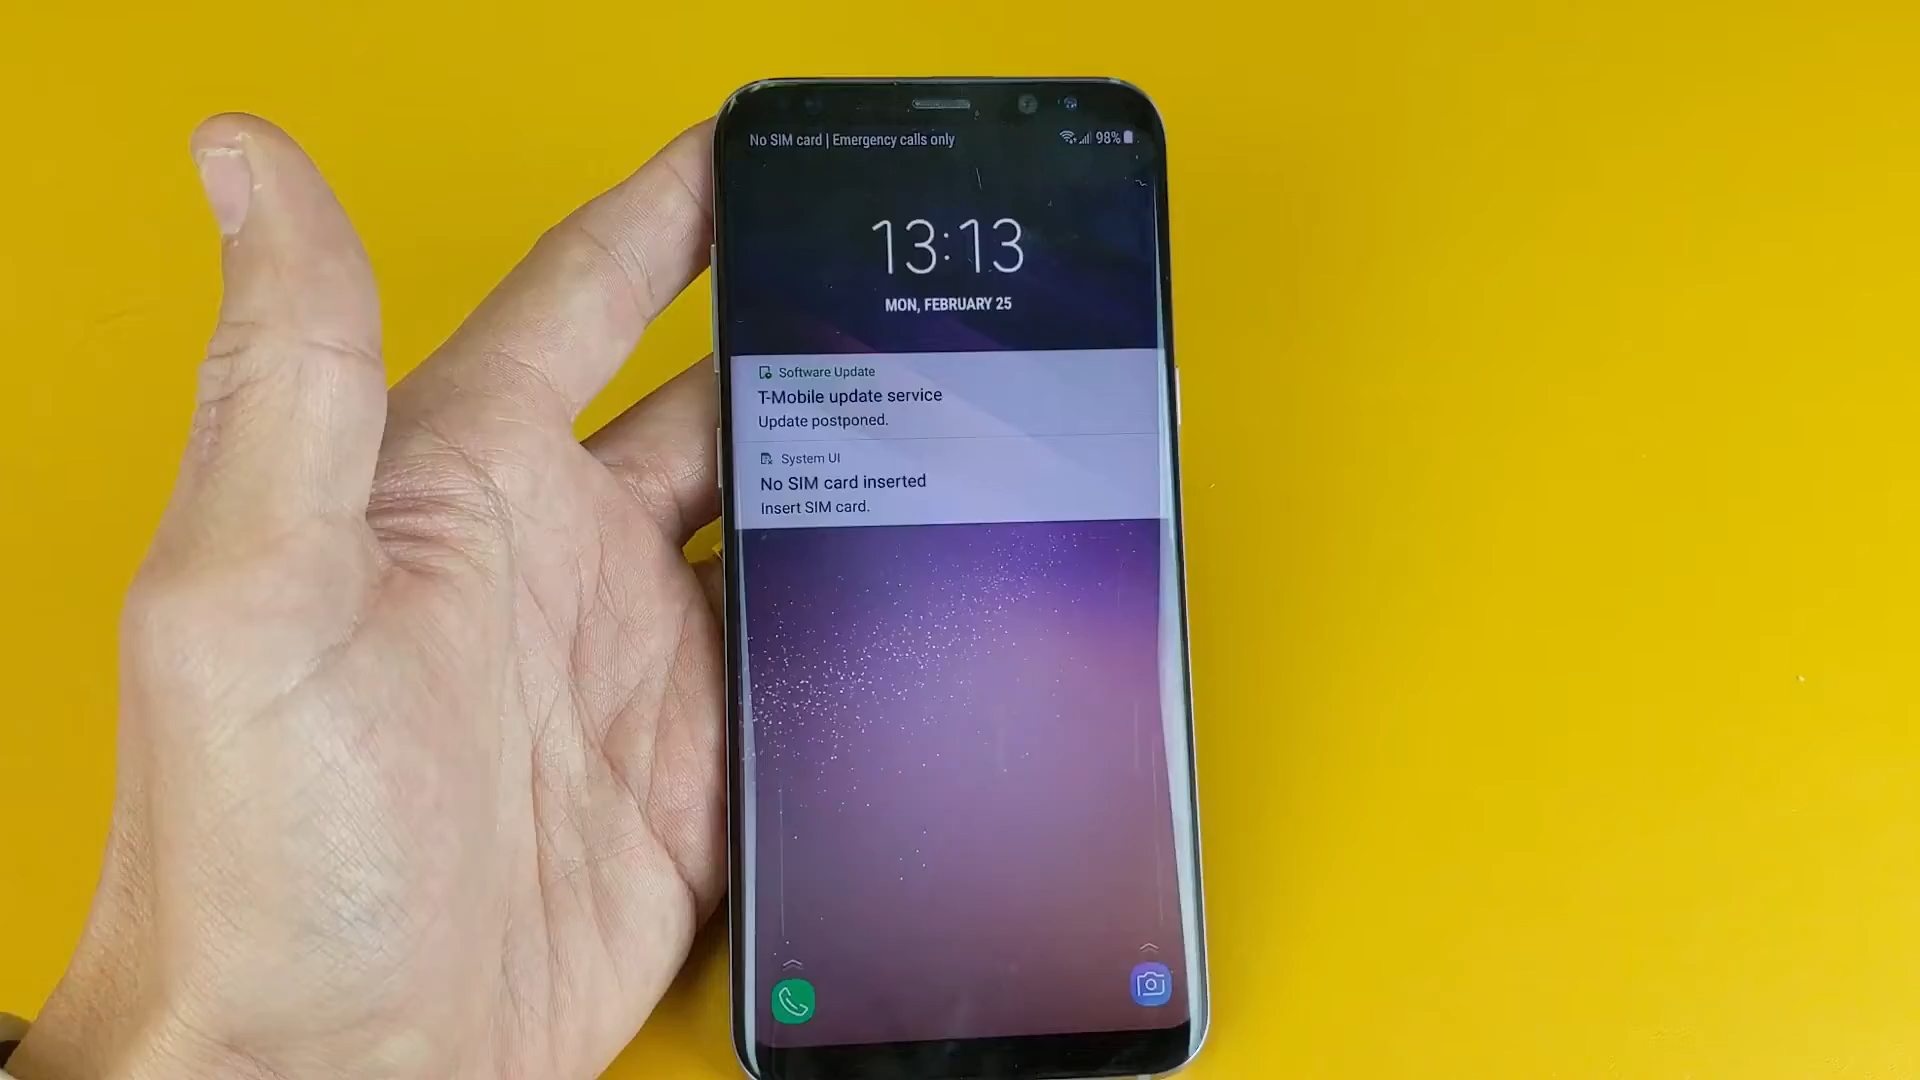 No SIM card | Emergency calls only 98%
13:13
MON, FEBRUARY 25
Software Update
T-Mobile update service
Update postponed.
System UI
No SIM card inserted
Insert SIM card.